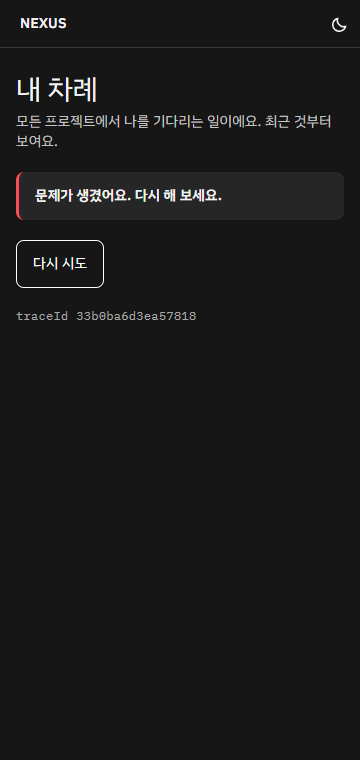 NEXUS
내 차례
모든 프로젝트에서 나를 기다리는 일이에요. 최근 것부터
보여요.
문제가 생겼어요. 다시 해 보세요.
다시 시도
traceId 33b0ba6d3ea57818